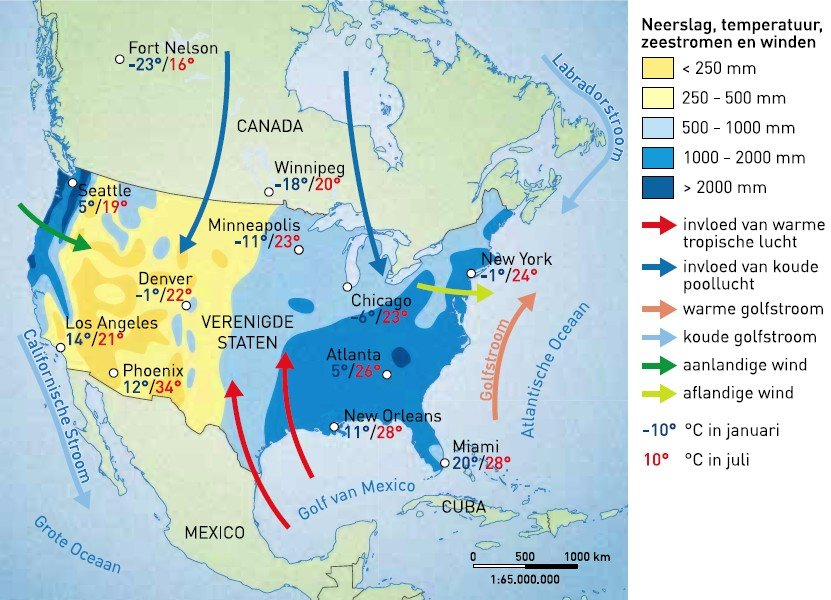 Fort Nelson
-23°/16°
CANADA
Winnipeg
-18°/20°
Seattle
5°/19°
Minneapolis
-11°/23°
Denver
-1°/22°
New York
-1°/24°
Chicago
-6°/23°
Los Angeles
14°/21°
VERENIGDE
STATEN
Phoenix
12°/34°
Atlanta
5°/26°
New Orleans
11°/28°
Miami
20°/28°
Labradorstroom
Golfstroom
Atlantische Oceaan
Californische Stroom
Golf van Mexico
Grote Oceaan
MEXICO
CUBA
0 500 1000 km
1:65.000.000
Neerslag, temperatuur,
zeestromen en winden
< 250 mm
250 - 500 mm
500 - 1000 mm
1000 - 2000 mm
> 2000 mm
invloed van warme
tropische lucht
invloed van koude
poollucht
warme golfstroom
koude golfstroom
aanlandige wind
aflandige wind
-10° °C in januari
10° °C in juli